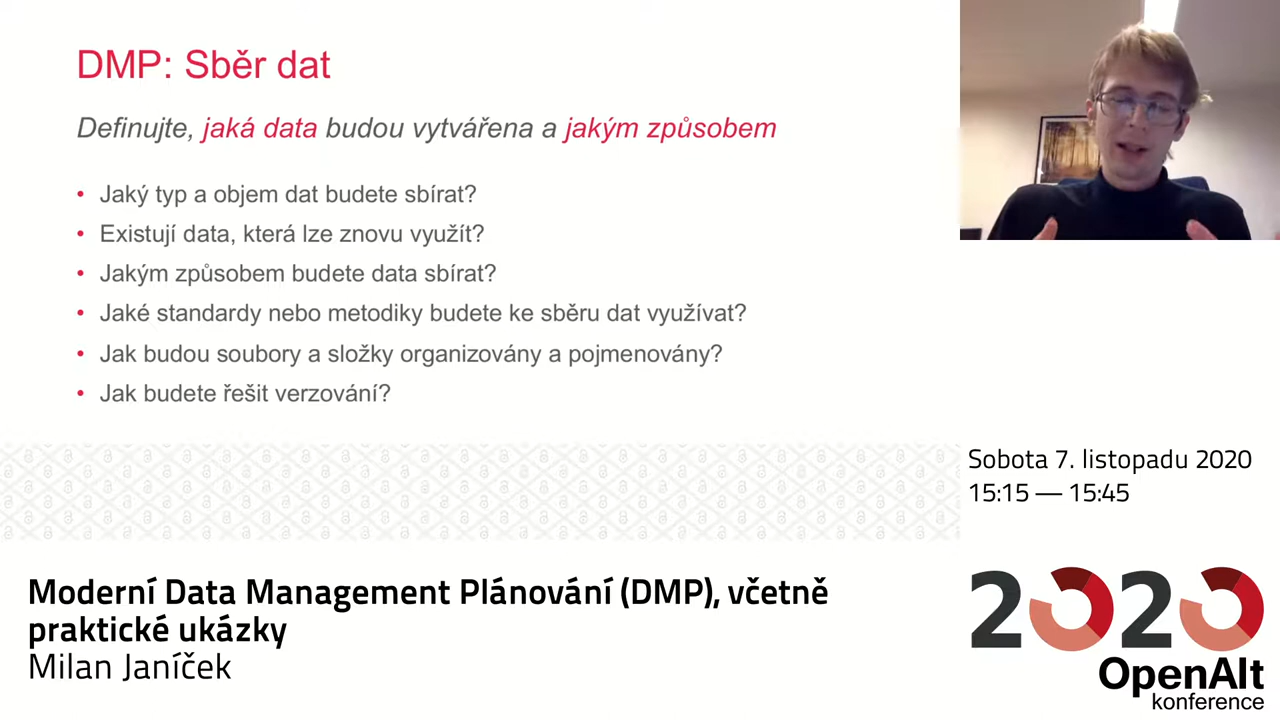 DMP: Sběr dat
Definujte, jaká data budou vytvářena a jakým způsobem
• Jaký typ a objem dat budete sbírat?
• Existují data, která lze znovu využít?
• Jakým způsobem budete data sbírat?
• Jaké standardy nebo metodiky budete ke sběru dat využívat?
• Jak budou soubory a složky organizovány a pojmenovány?
• Jak budete řešit verzování?
Sobota 7. listopadu 2020
15:15 — 15:45
Moderní Data Management Plánování (DMP), včetně
praktické ukázky
Milan Janíček
2020
OpenAlt
konference